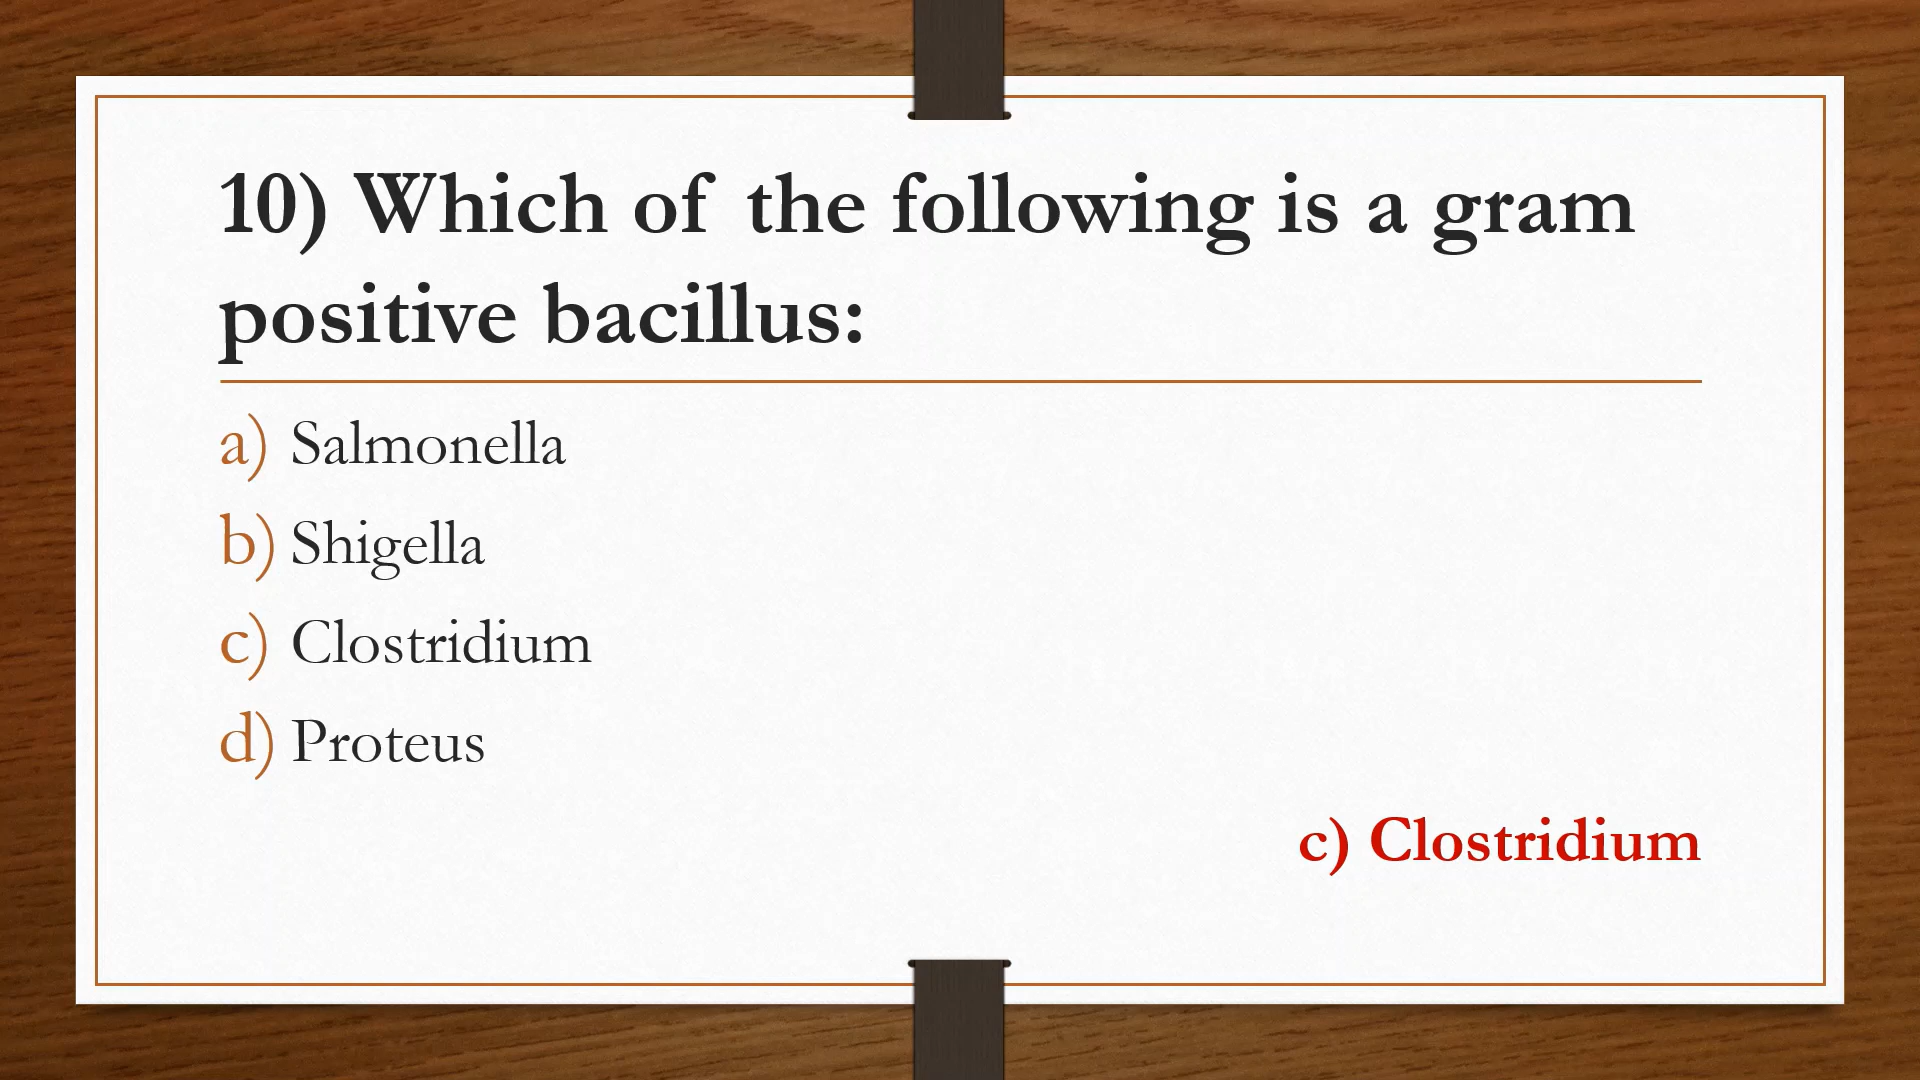 10) Which of the following is a gram
positive bacillus:
a) Salmonella
b) Shigella
c) Clostridium
d) Proteus
c) Clostridium